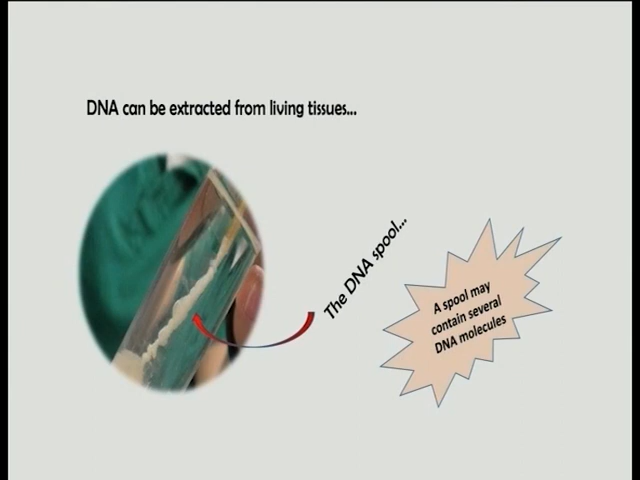 DNA can be extracted from living tissues...
The DNA spool...
A spool may
contain several
DNA molecules